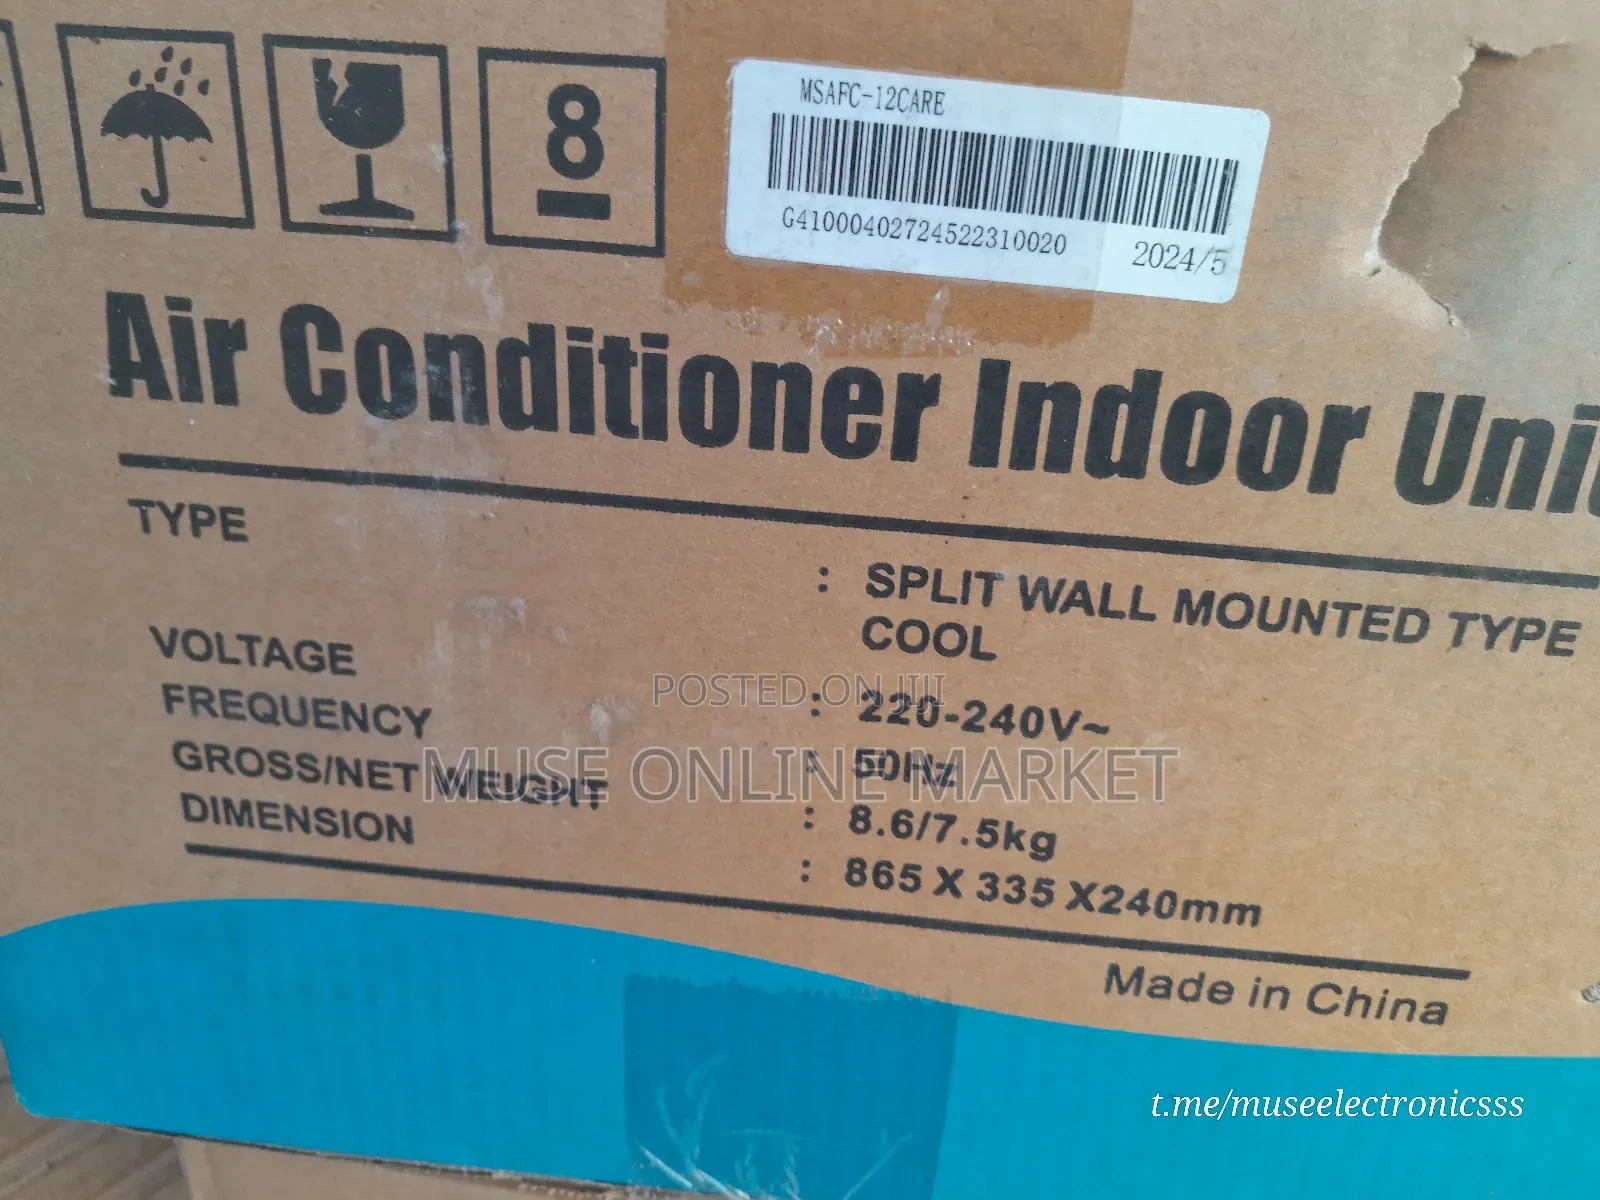 8
MSAFC-12CARE
G41000402724522310020 2024/5
Air Conditioner Indoor
TYPE : SPLIT WALL MOUNTED TYPE
COOL
VOLTAGE : 220-240V~
FREQUENCY : 50Hz
GROSS/NET WEIGHT : 8.6/7.5kg
DIMENSION : 865 X 335 X240mm
Made in China
POSTED ON JIJI
MUSE ONLINE MARKET
t.me/museelectronicsss